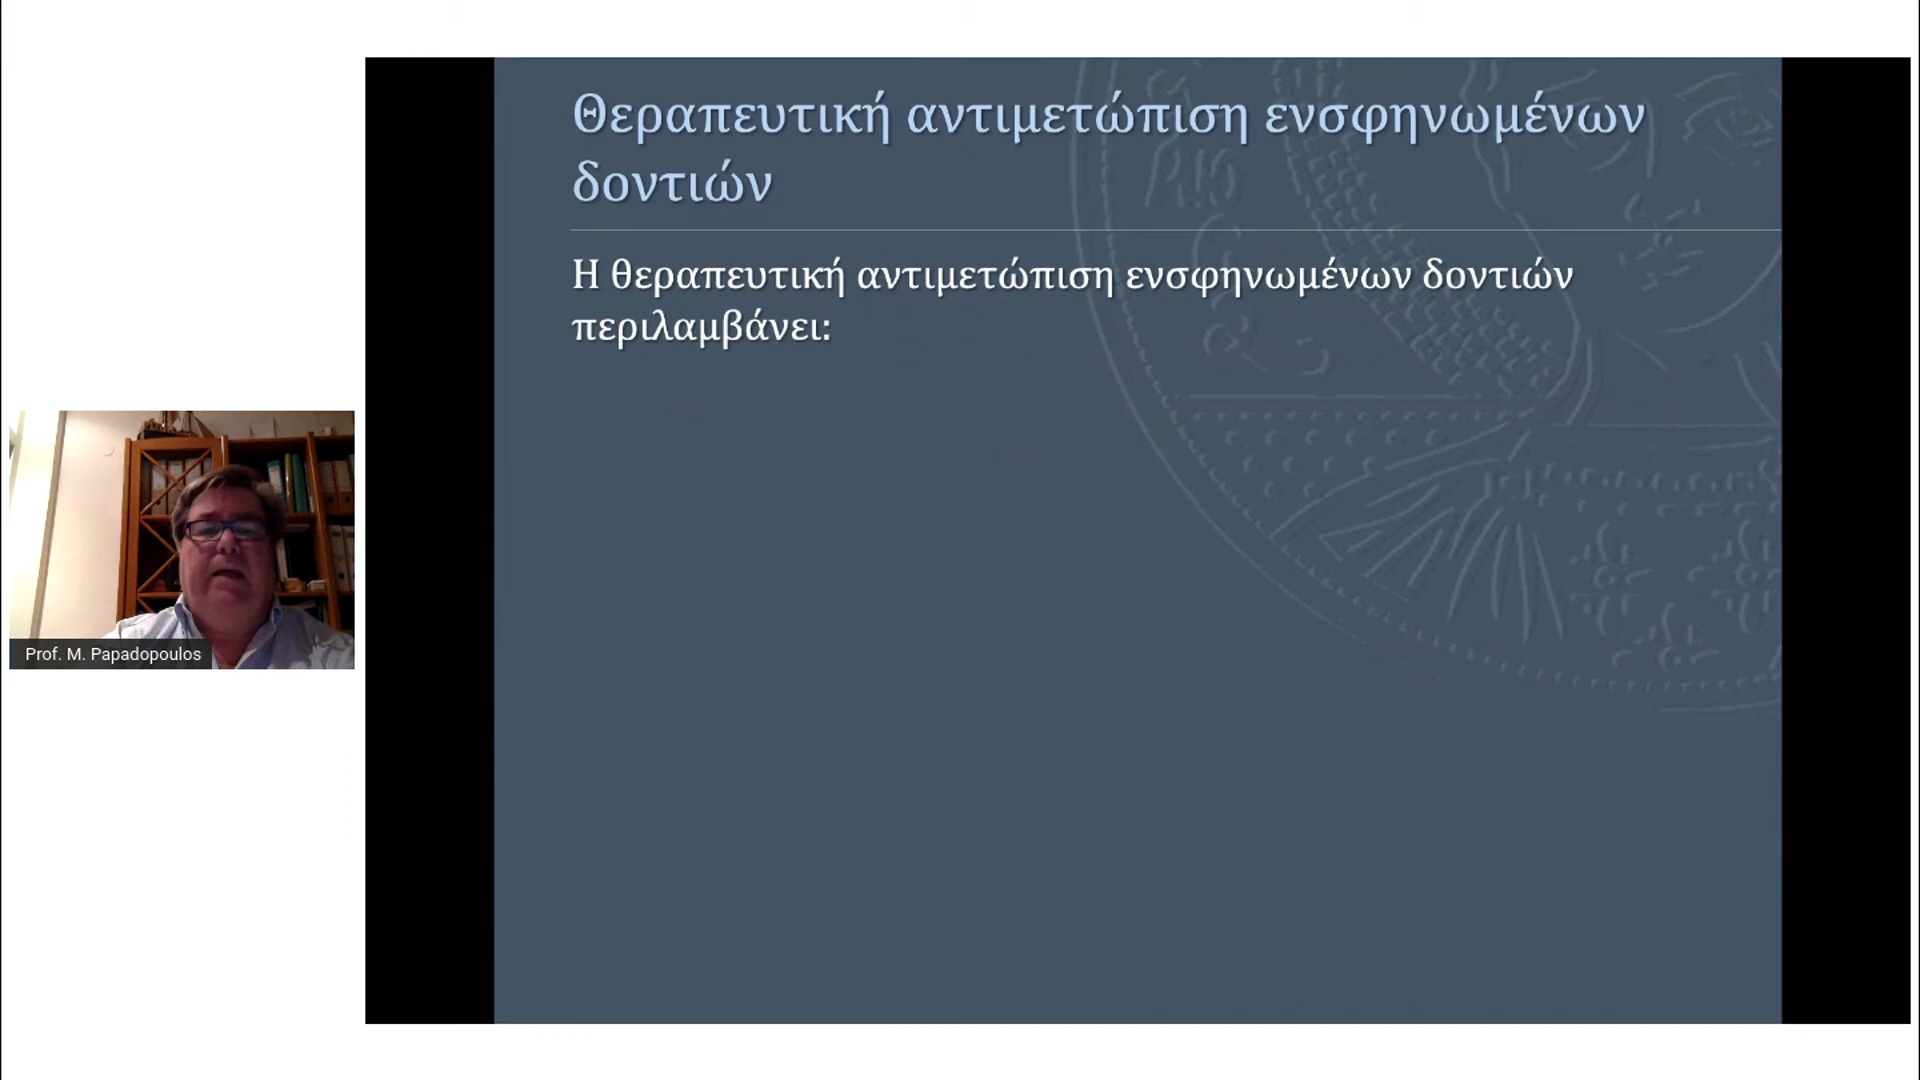 Θεραπευτική αντιμετώπιση ενσφηνωμένων
δοντιών
Η θεραπευτική αντιμετώπιση ενσφηνωμένων δοντιών
περιλαμβάνει:
Prof. M. Papadopoulos